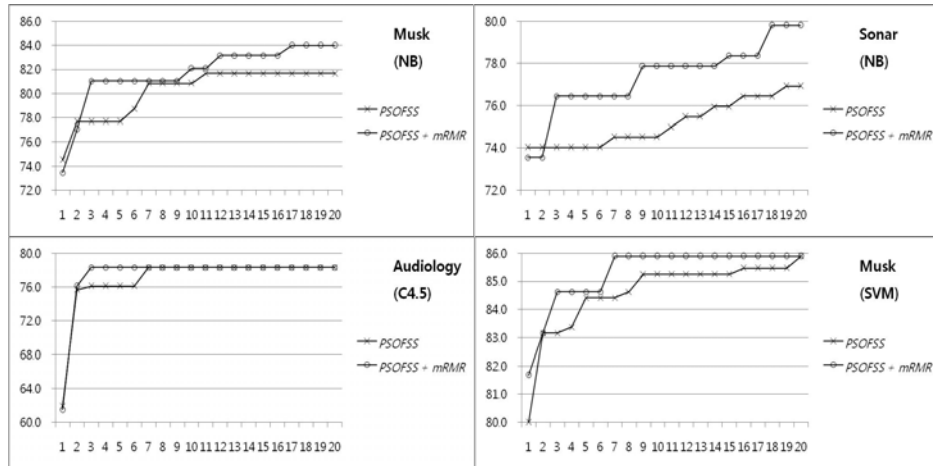 86.0
84.0
82.0
80.0
78.0
76.0
74.0
72.0
1 2 3 4 5 6 7 8 9 10 11 12 13 14 15 16 17 18 19 20
Musk
(NB)
PSOFSS
PSOFSS + mRMR
80.0
78.0
76.0
74.0
72.0
1 2 3 4 5 6 7 8 9 10 11 12 13 14 15 16 17 18 19 20
Sonar
(NB)
PSOFSS
PSOFSS + mRMR
80.0
76.0
72.0
68.0
64.0
60.0
1 2 3 4 5 6 7 8 9 10 11 12 13 14 15 16 17 18 19 20
Audiology
(C4.5)
PSOFSS
PSOFSS + mRMR
86.0
85.0
84.0
83.0
82.0
81.0
80.0
1 2 3 4 5 6 7 8 9 10 11 12 13 14 15 16 17 18 19 20
Musk
(SVM)
PSOFSS
PSOFSS + mRMR